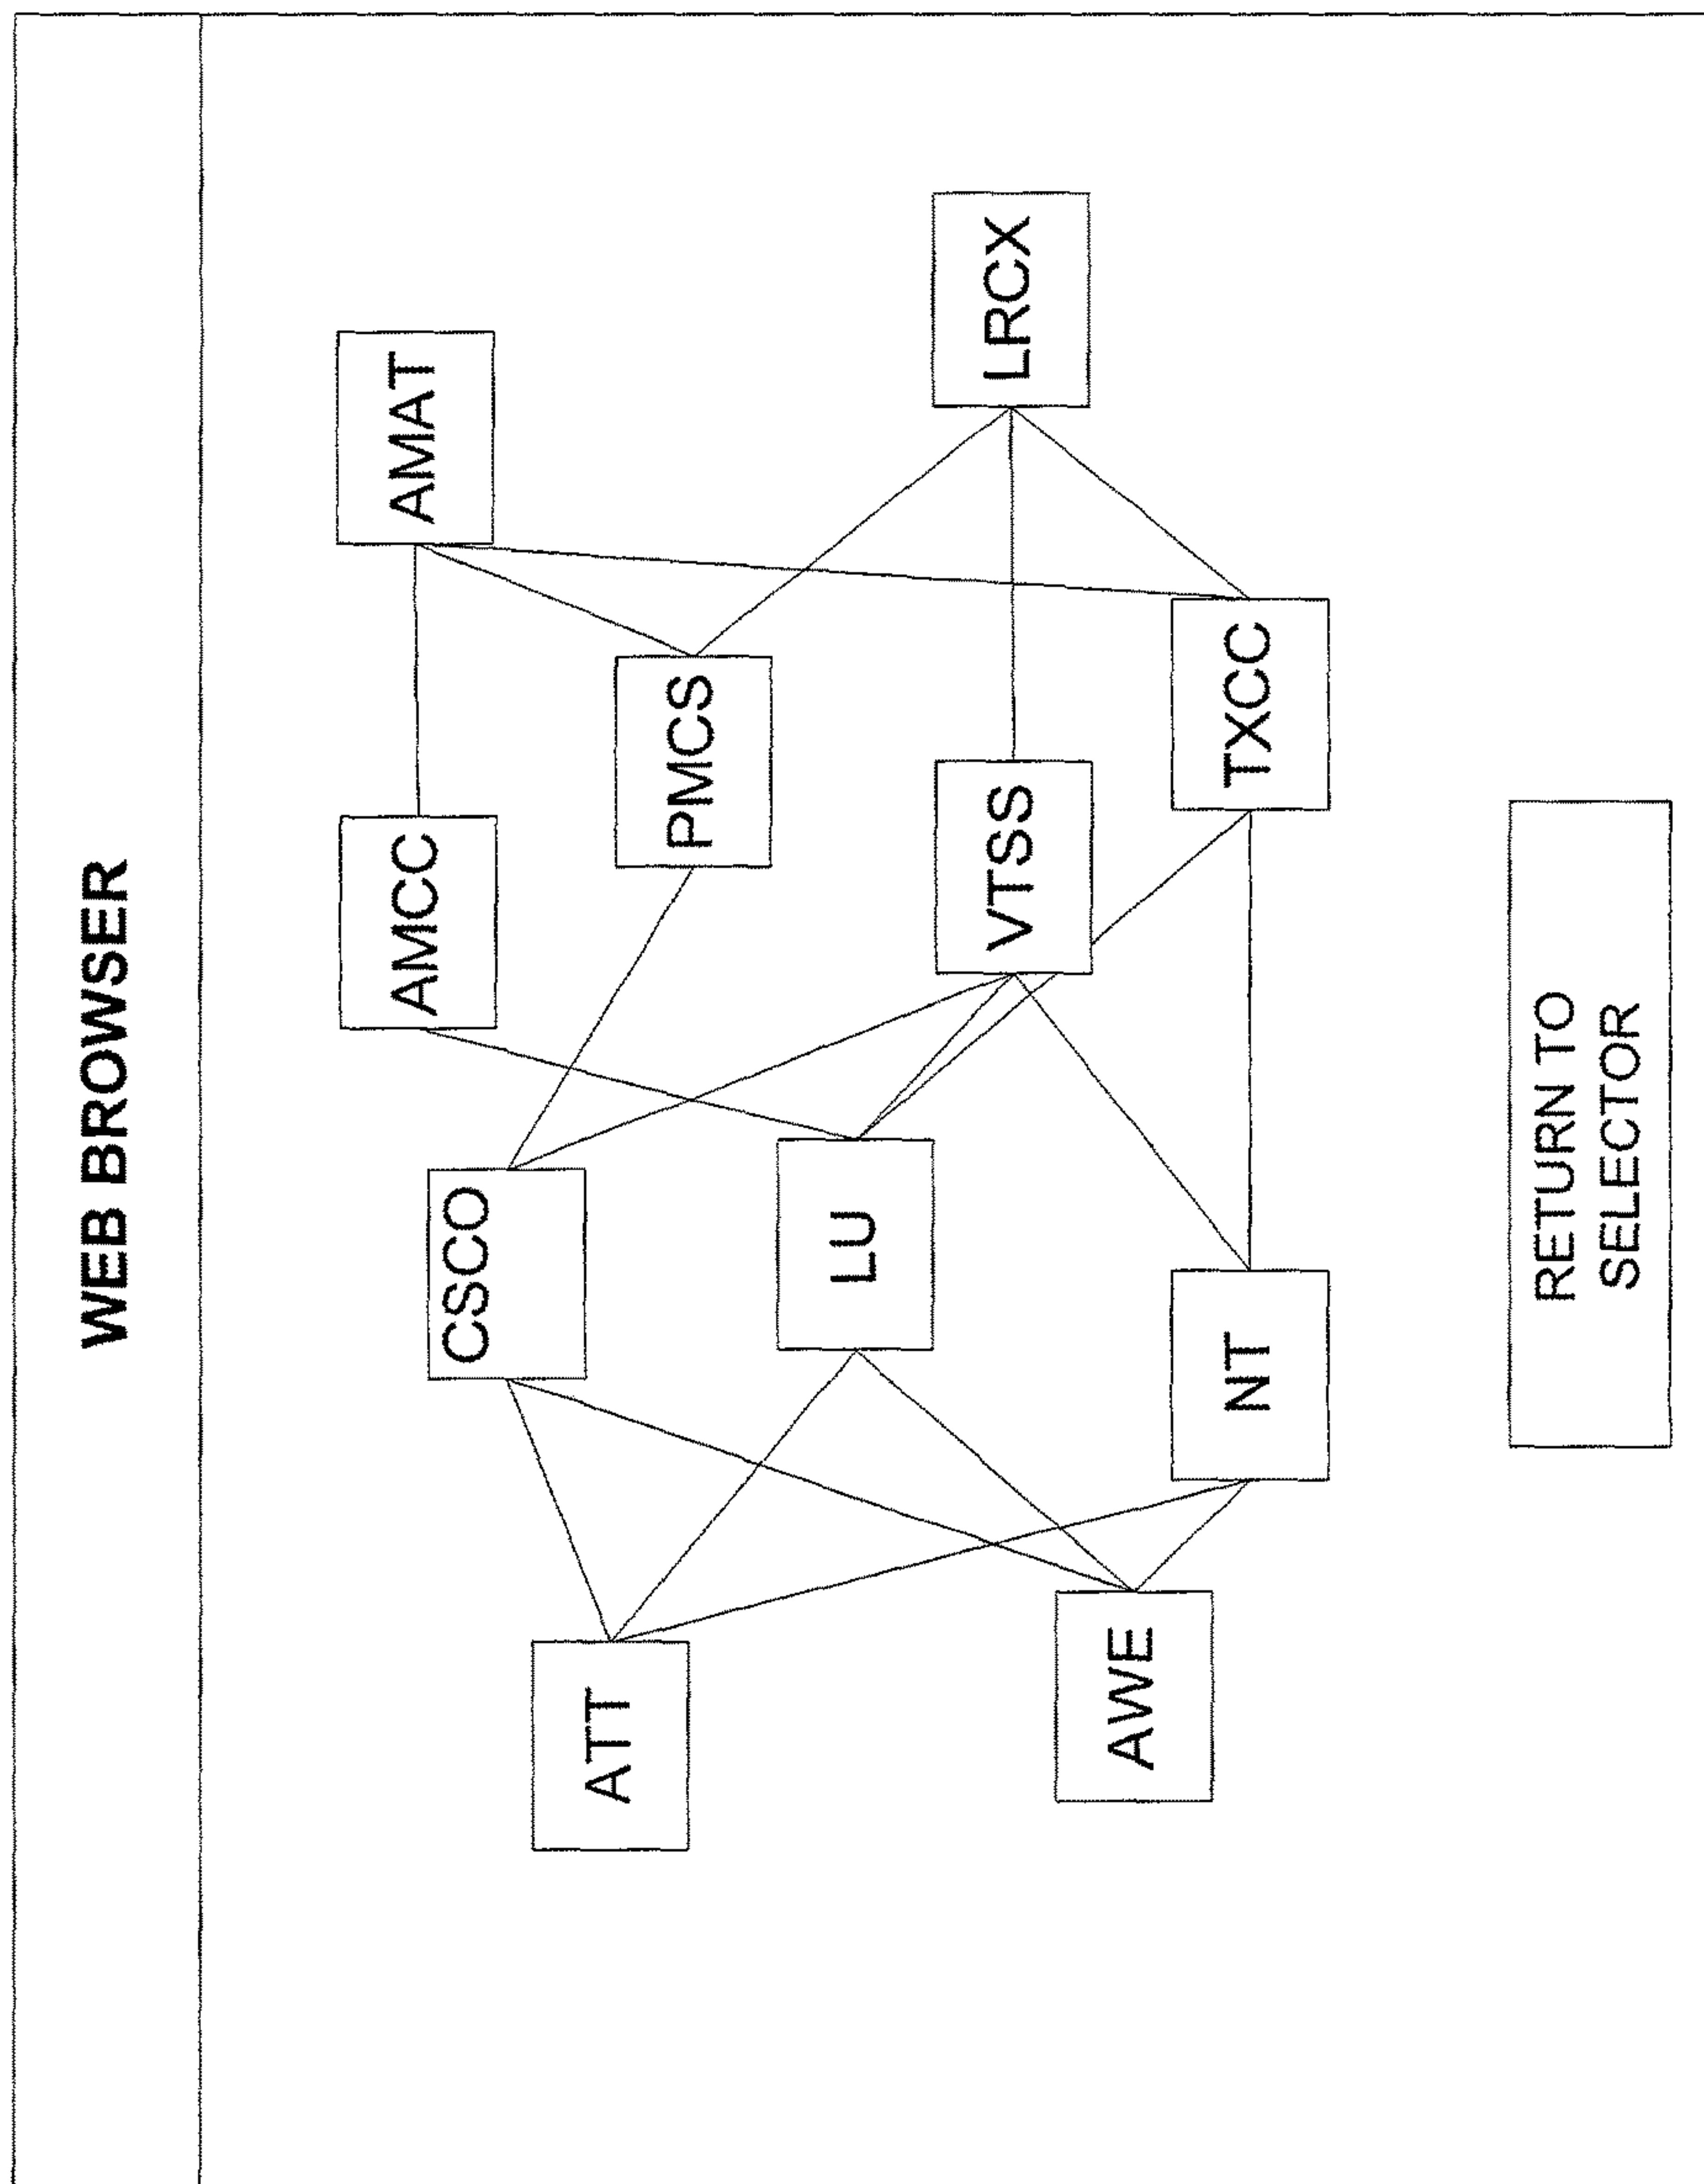 WEB BROWSER
AMCC
AMAT
CSCO
ATT
PMCS
LU
VTSS
LRCX
AWE
NT
TXCC
RETURN TO
SELECTOR